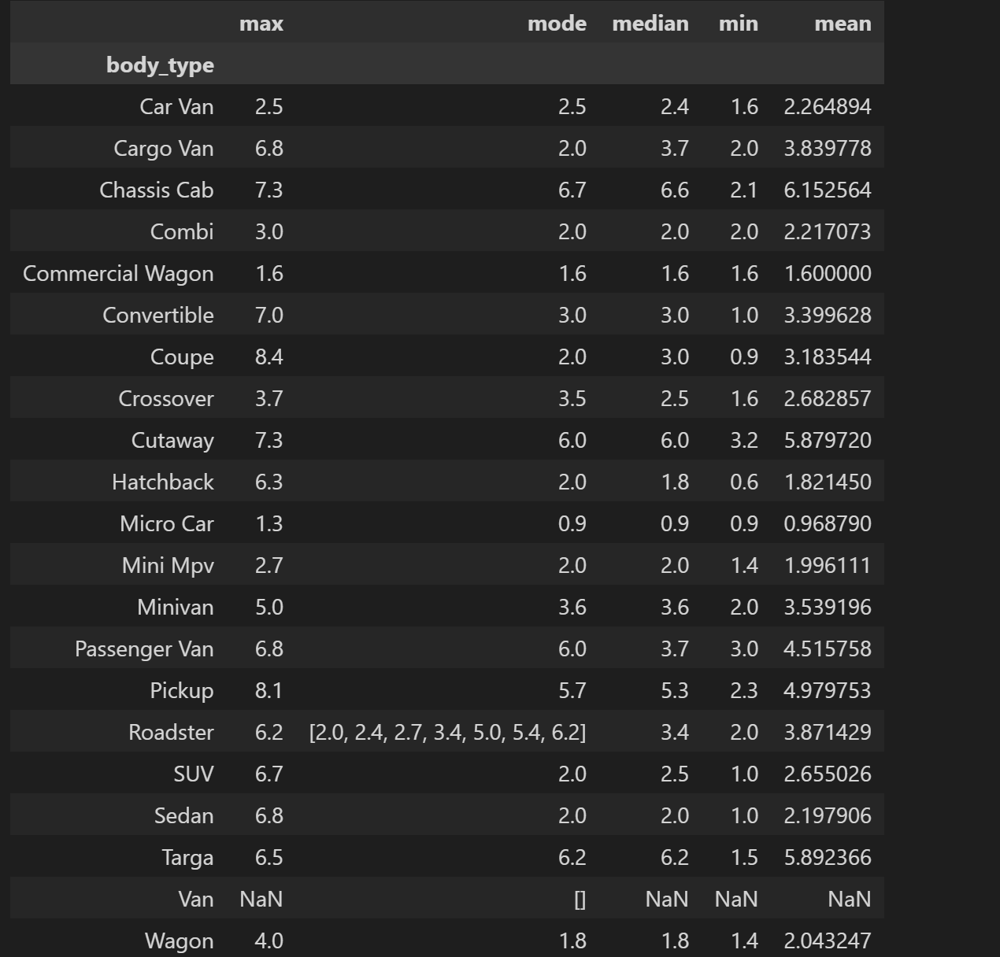 max mode median min mean
body_type
Car Van 2.5 2.5 2.4 1.6 2.264894
Cargo Van 6.8 2.0 3.7 2.0 3.839778
Chassis Cab 7.3 6.7 6.6 2.1 6.152564
Combi 3.0 2.0 2.0 2.0 2.217073
Commercial Wagon 1.6 1.6 1.6 1.6 1.600000
Convertible 7.0 3.0 3.0 1.0 3.399628
Coupe 8.4 2.0 3.0 0.9 3.183544
Crossover 3.7 3.5 2.5 1.6 2.682857
Cutaway 7.3 6.0 6.0 3.2 5.879720
Hatchback 6.3 2.0 1.8 0.6 1.821450
Micro Car 1.3 0.9 0.9 0.9 0.968790
Mini Mpv 2.7 2.0 2.0 1.4 1.996111
Minivan 5.0 3.6 3.6 2.0 3.539196
Passenger Van 6.8 6.0 3.7 3.0 4.515758
Pickup 8.1 5.7 5.3 2.3 4.979753
Roadster 6.2 [2.0, 2.4, 2.7, 3.4, 5.0, 5.4, 6.2] 3.4 2.0 3.871429
SUV 6.7 2.0 2.5 1.0 2.655026
Sedan 6.8 2.0 2.0 1.0 2.197906
Targa 6.5 6.2 6.2 1.5 5.892366
Van NaN [] NaN NaN NaN
Wagon 4.0 1.8 1.8 1.4 2.043247